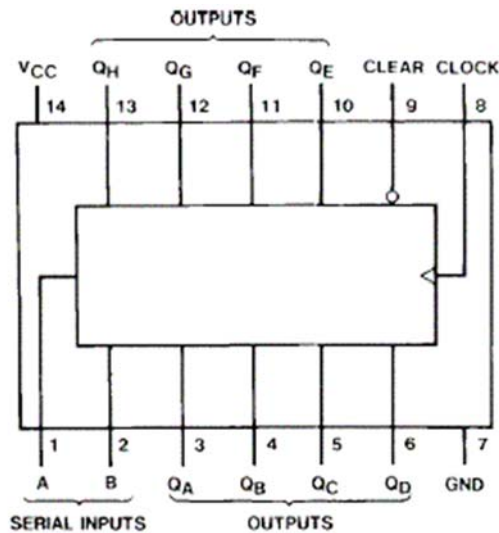 OUTPUTS
VCC QH QG QF QE CLEAR CLOCK
14 13 12 11 10 9 8
1 2 3 4 5 6 7
A B QA QB QC QD GND
SERIAL INPUTS OUTPUTS